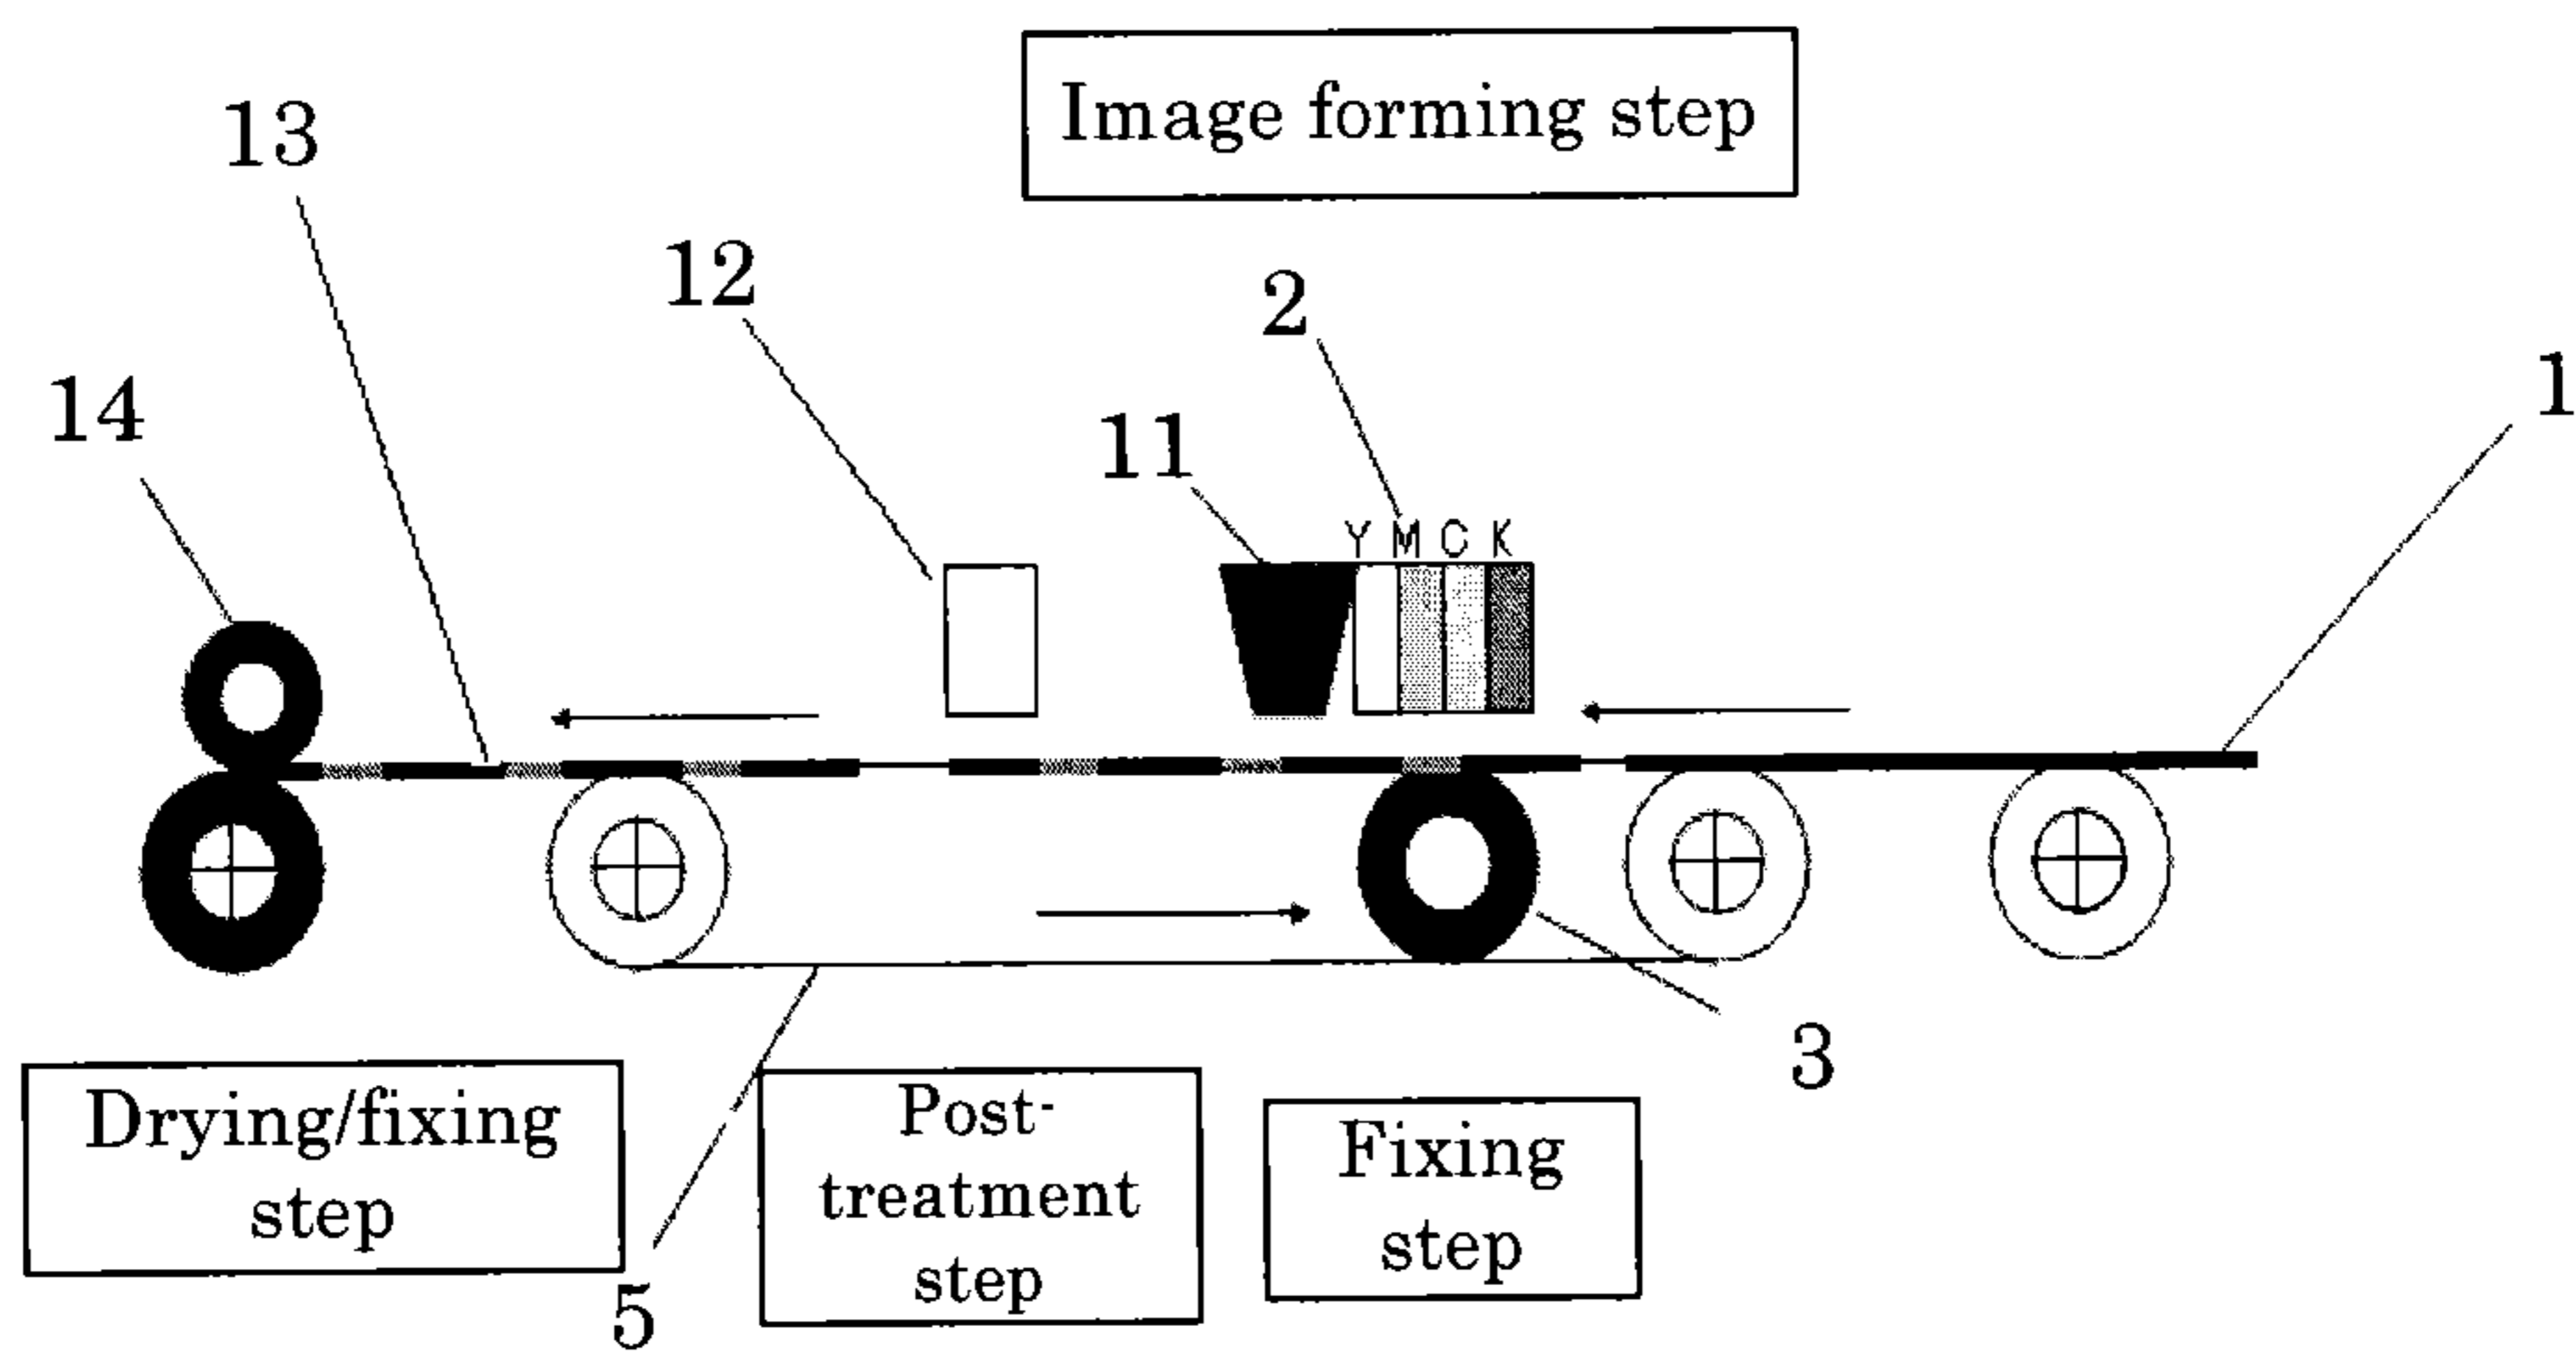 Image forming step
13
12
2
1
14
11
Y M C K
3
Drying/fixing
step
Post-
treatment
step
Fixing
step
5